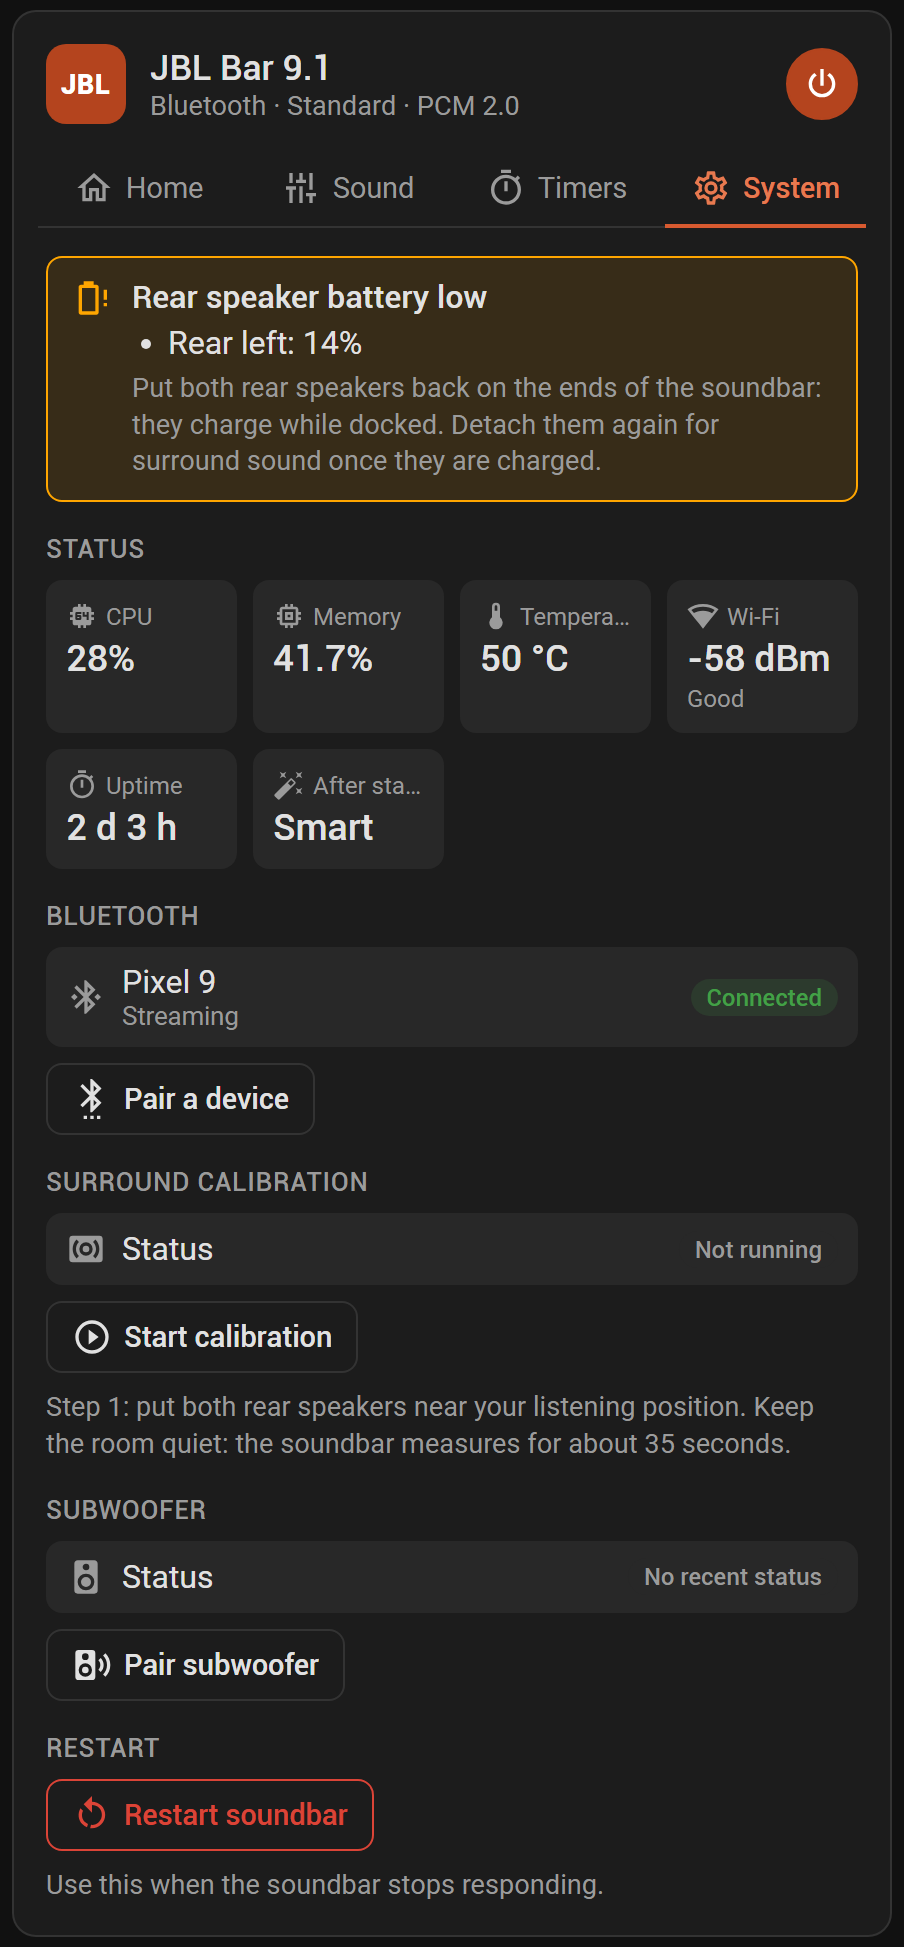 JBL
JBL Bar 9.1
Bluetooth · Standard · PCM 2.0
Home
Sound
Timers
System
Rear speaker battery low
• Rear left: 14%
Put both rear speakers back on the ends of the soundbar:
they charge while docked. Detach them again for
surround sound once they are charged.
STATUS
64 CPU
28%
Memory
41.7%
Tempera...
50 °C
Wi-Fi
-58 dBm
Good
Uptime
2 d 3 h
After sta...
Smart
BLUETOOTH
Pixel 9
Streaming
Connected
Pair a device
SURROUND CALIBRATION
Status
Not running
Start calibration
Step 1: put both rear speakers near your listening position. Keep
the room quiet: the soundbar measures for about 35 seconds.
SUBWOOFER
Status
No recent status
Pair subwoofer
RESTART
Restart soundbar
Use this when the soundbar stops responding.